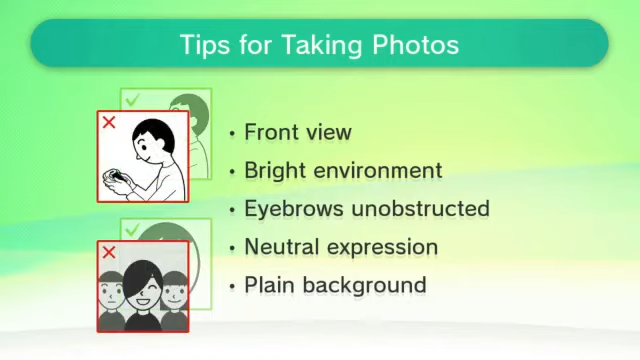 Tips for Taking Photos
• Front view
• Bright environment
• Eyebrows unobstructed
• Neutral expression
• Plain background